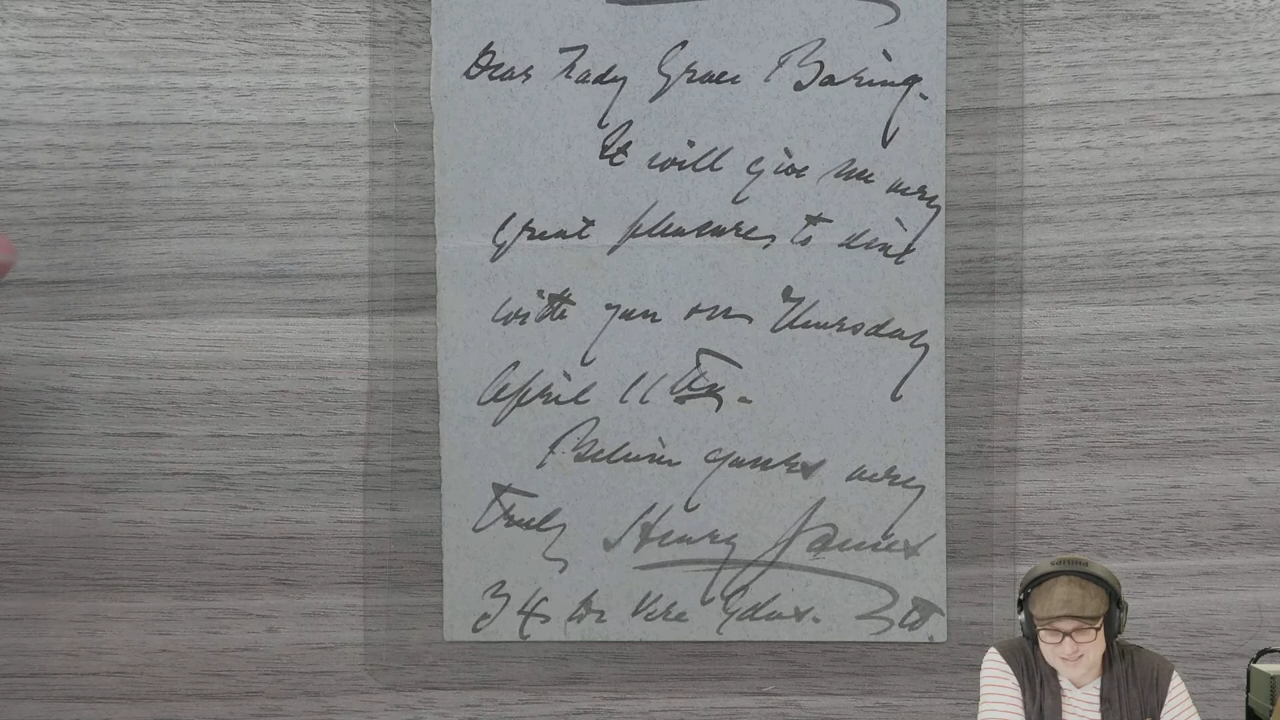 Dear Lady Grace Baring.
It will give me very
great pleasure, to dine
with you on Thursday
April 11th.
Believe yours very
truly Henry James
34 De Vere Gdns.